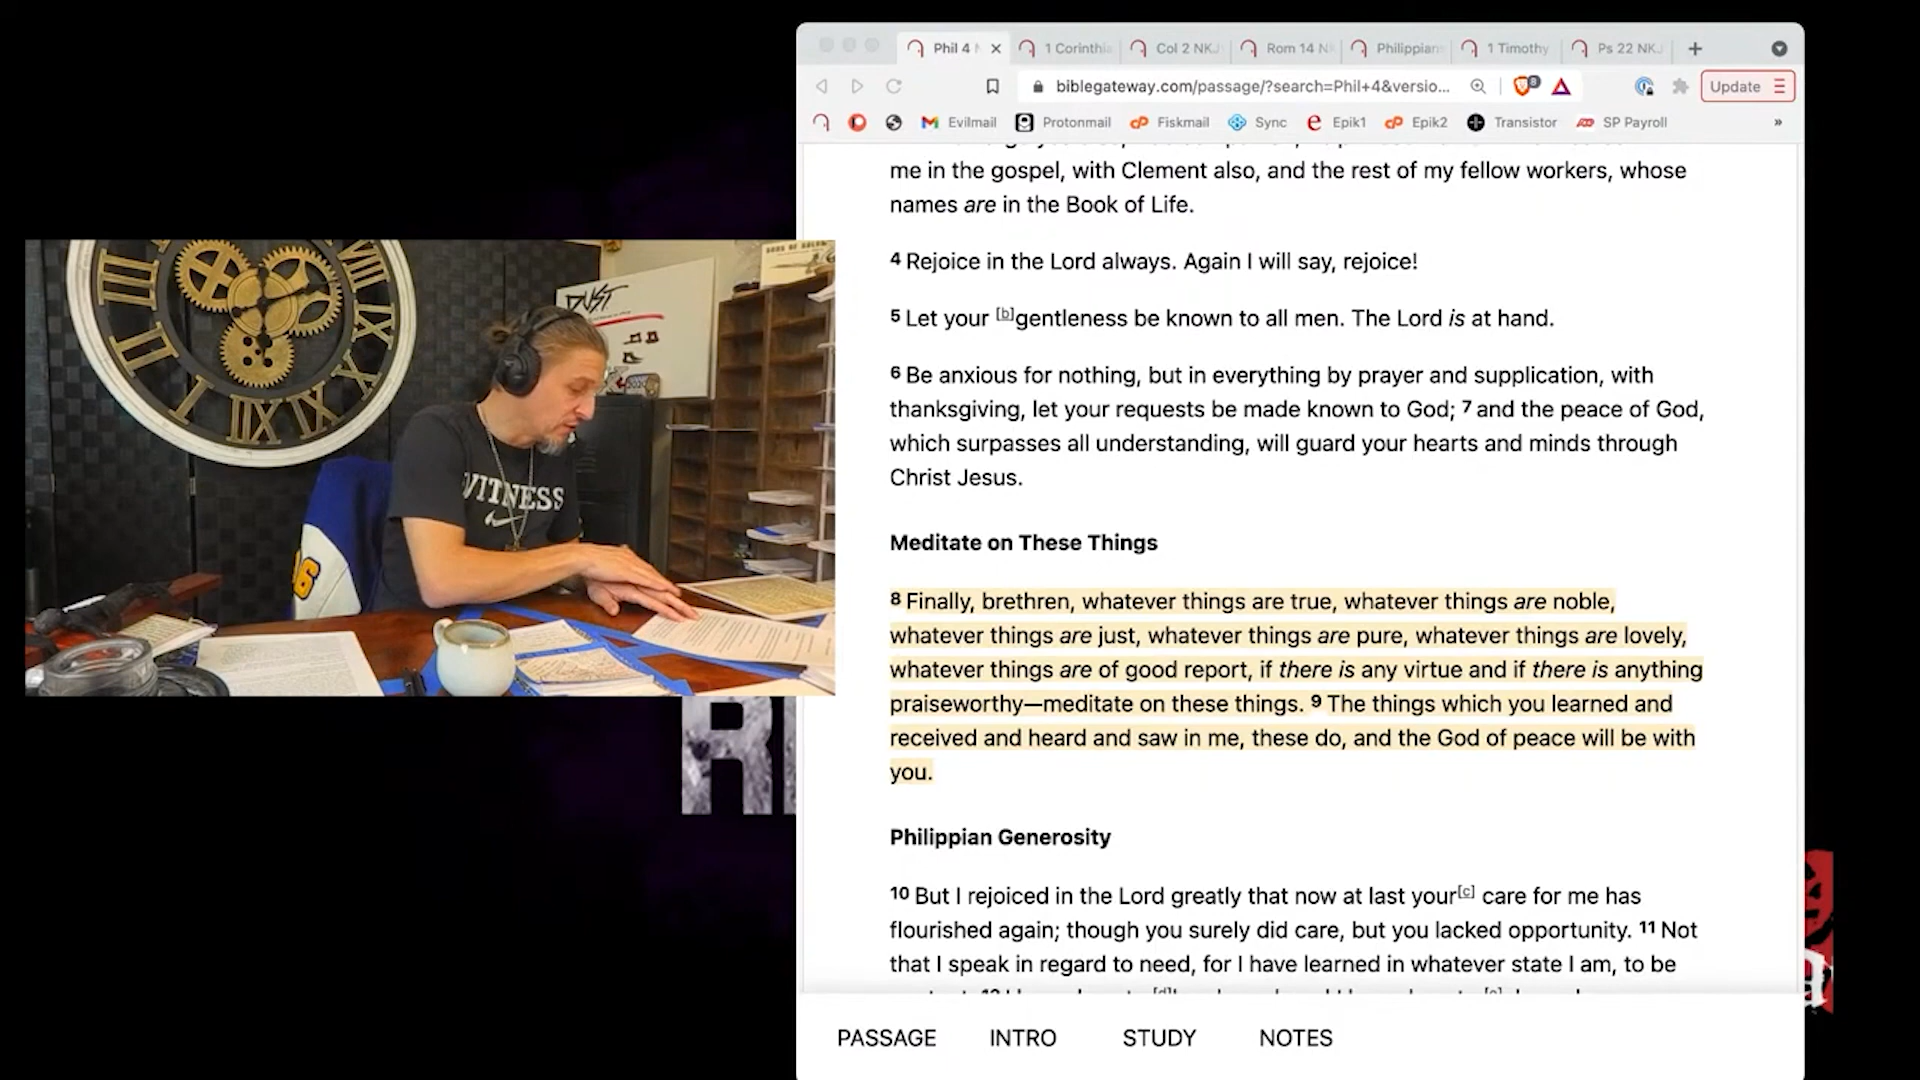 Phil 4 N
1 Corinthia
Col 2 NKJ
Rom 14 NK
Philippians
1 Timothy
Ps 22 NKJ
biblegateway.com/passage/?search=Phil+4&versio...
8
Update
Evilmail
Protonmail
Fiskmail
Sync
Epik1
Epik2
Transistor
SP Payroll
»
me in the gospel, with Clement also, and the rest of my fellow workers, whose
names are in the Book of Life.
4 Rejoice in the Lord always. Again I will say, rejoice!
5 Let your [b]gentleness be known to all men. The Lord is at hand.
6 Be anxious for nothing, but in everything by prayer and supplication, with
thanksgiving, let your requests be made known to God; 7 and the peace of God,
which surpasses all understanding, will guard your hearts and minds through
Christ Jesus.
Meditate on These Things
8 Finally, brethren, whatever things are true, whatever things are noble,
whatever things are just, whatever things are pure, whatever things are lovely,
whatever things are of good report, if there is any virtue and if there is anything
praiseworthy—meditate on these things. 9 The things which you learned and
received and heard and saw in me, these do, and the God of peace will be with
you.
Philippian Generosity
10 But I rejoiced in the Lord greatly that now at last your[c] care for me has
flourished again; though you surely did care, but you lacked opportunity. 11 Not
that I speak in regard to need, for I have learned in whatever state I am, to be
PASSAGE
INTRO
STUDY
NOTES
DUST
WITNESS